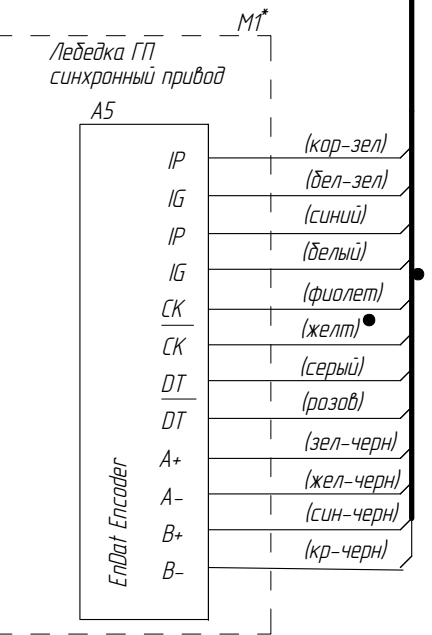 M1*
Лебедка ГП
синхронный привод
A5
IP (кор-зел)
IG (бел-зел)
IP (синий)
IG (белый)
CK (фиолет)
CK (желт)
DT (серый)
DT (розов)
A+ (зел-черн)
A- (жел-черн)
B+ (син-черн)
B- (кр-черн)
EnDat Encoder